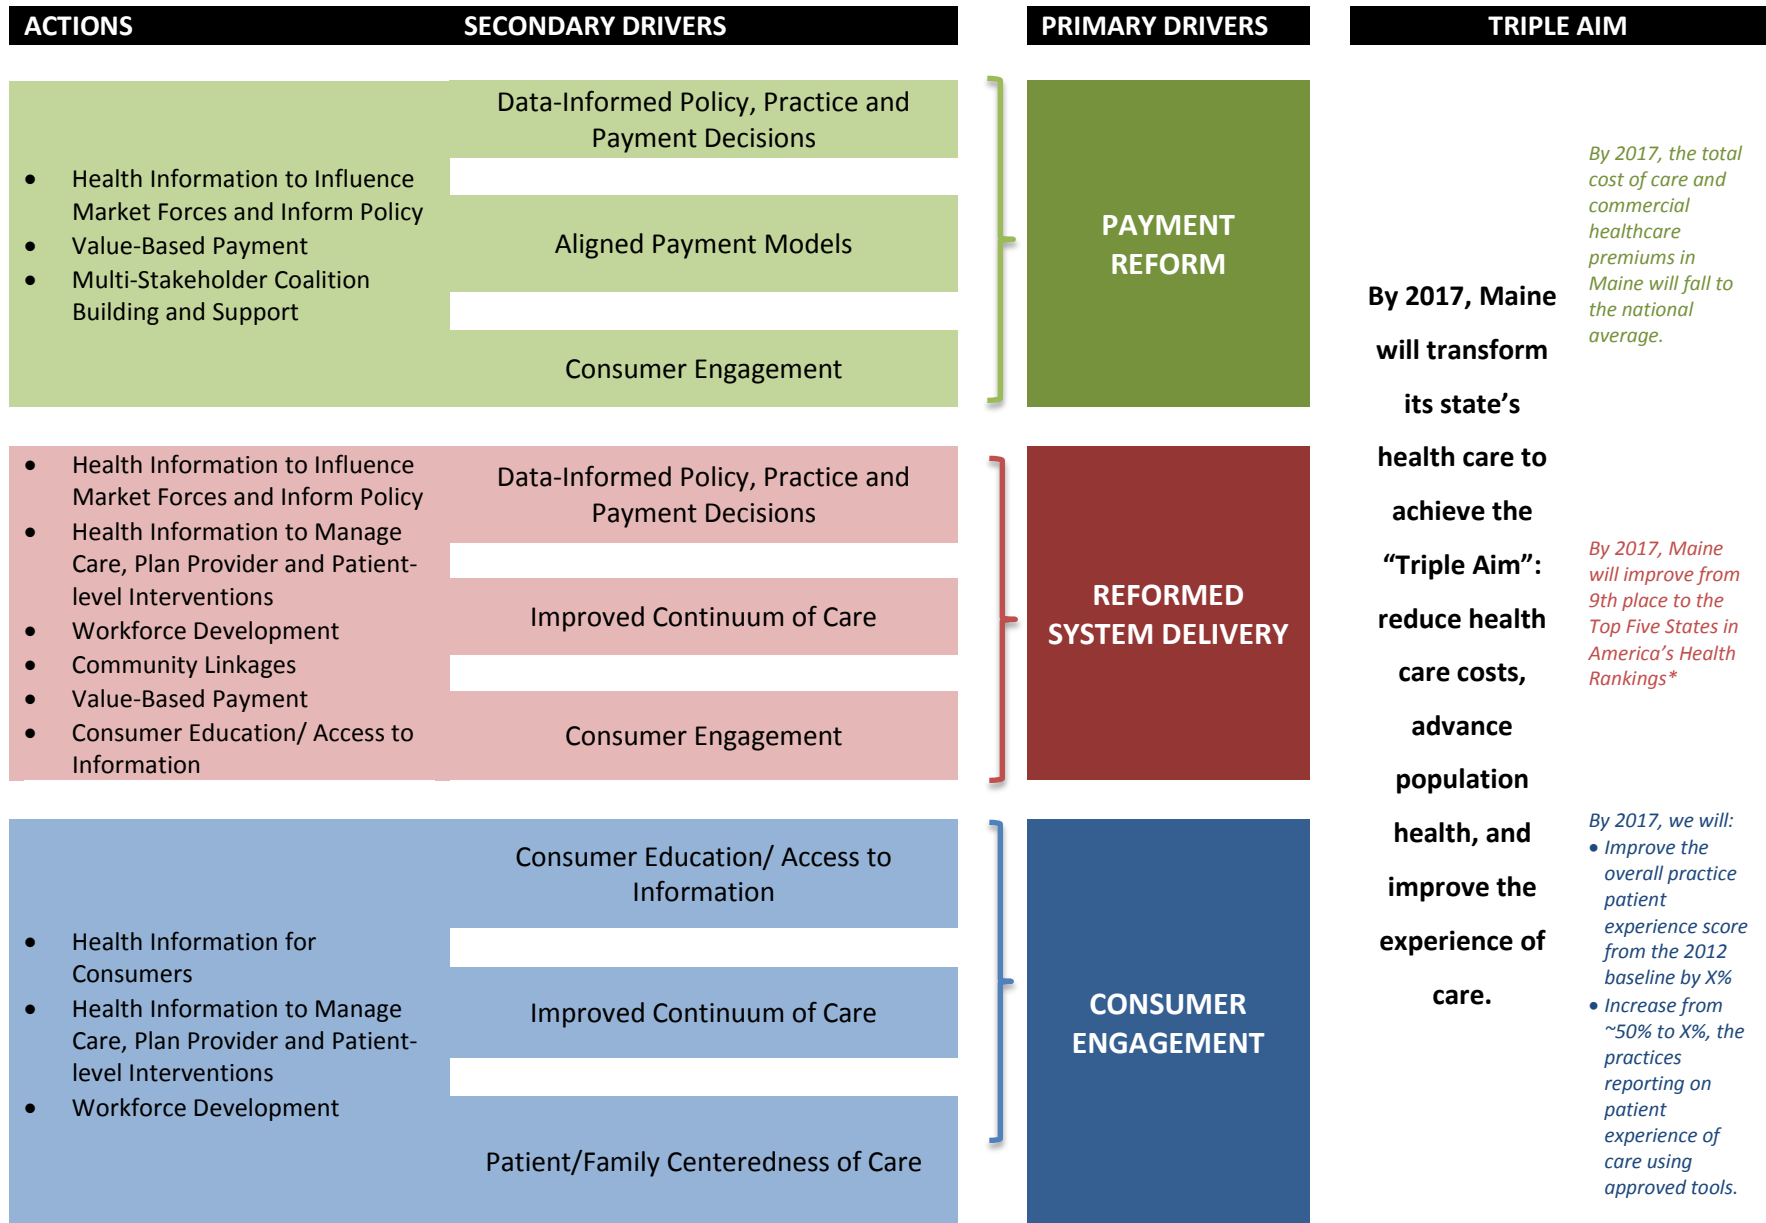 ACTIONS
SECONDARY DRIVERS
PRIMARY DRIVERS
TRIPLE AIM
• Health Information to Influence
Market Forces and Inform Policy
• Value-Based Payment
• Multi-Stakeholder Coalition
Building and Support
Data-Informed Policy, Practice and
Payment Decisions
Aligned Payment Models
Consumer Engagement
PAYMENT
REFORM
• Health Information to Influence
Market Forces and Inform Policy
• Health Information to Manage
Care, Plan Provider and Patient-
level Interventions
• Workforce Development
• Community Linkages
• Value-Based Payment
• Consumer Education/ Access to
Information
Data-Informed Policy, Practice and
Payment Decisions
Improved Continuum of Care
Consumer Engagement
REFORMED
SYSTEM DELIVERY
• Health Information for
Consumers
• Health Information to Manage
Care, Plan Provider and Patient-
level Interventions
• Workforce Development
Consumer Education/ Access to
Information
Improved Continuum of Care
Patient/Family Centeredness of Care
CONSUMER
ENGAGEMENT
By 2017, Maine
will transform
its state’s
health care to
achieve the
“Triple Aim”:
reduce health
care costs,
advance
population
health, and
improve the
experience of
care.
By 2017, the total
cost of care and
commercial
healthcare
premiums in
Maine will fall to
the national
average.
By 2017, Maine
will improve from
9th place to the
Top Five States in
America’s Health
Rankings*
By 2017, we will:
• Improve the
overall practice
patient
experience score
from the 2012
baseline by X%
• Increase from
~50% to X%, the
practices
reporting on
patient
experience of
care using
approved tools.